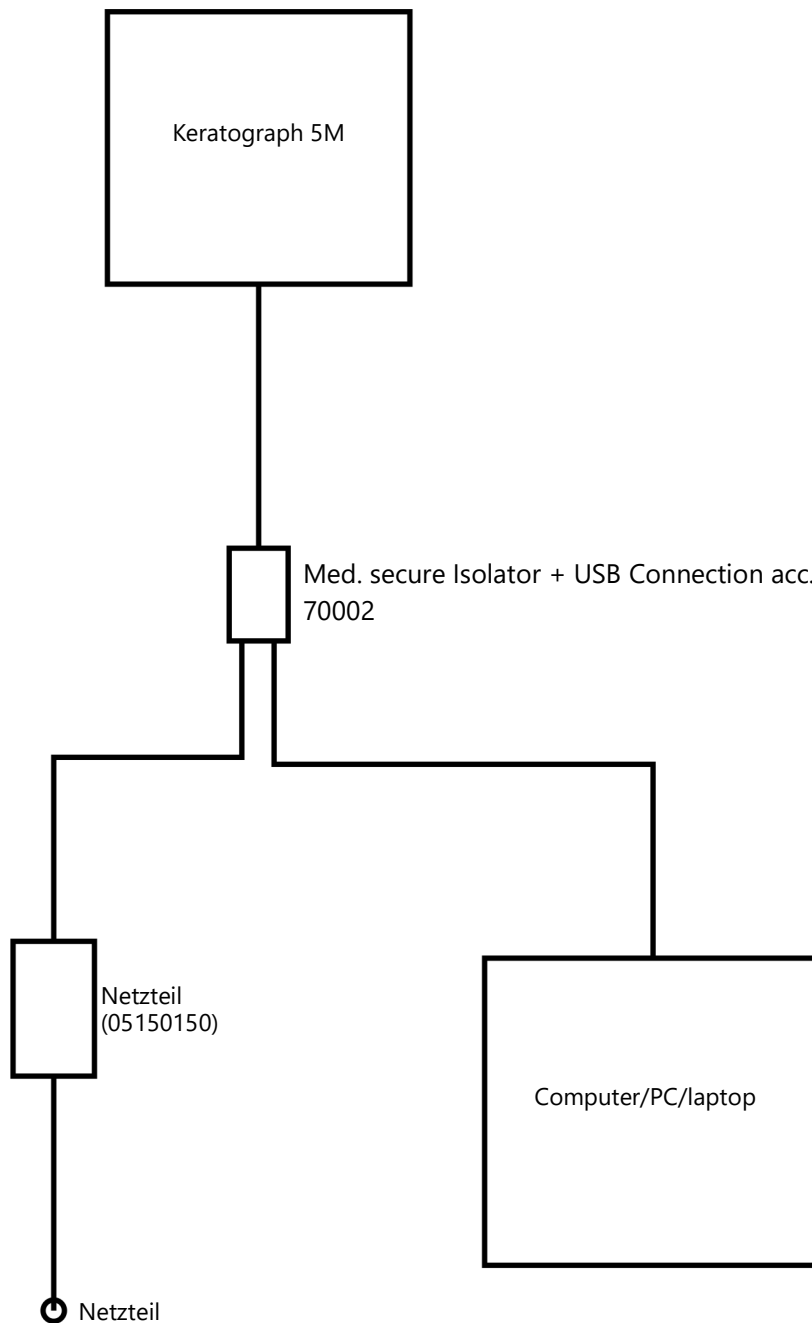 Keratograph 5M
Med. secure Isolator + USB Connection acc.
70002
Netzteil
(05150150)
Computer/PC/laptop
Netzteil